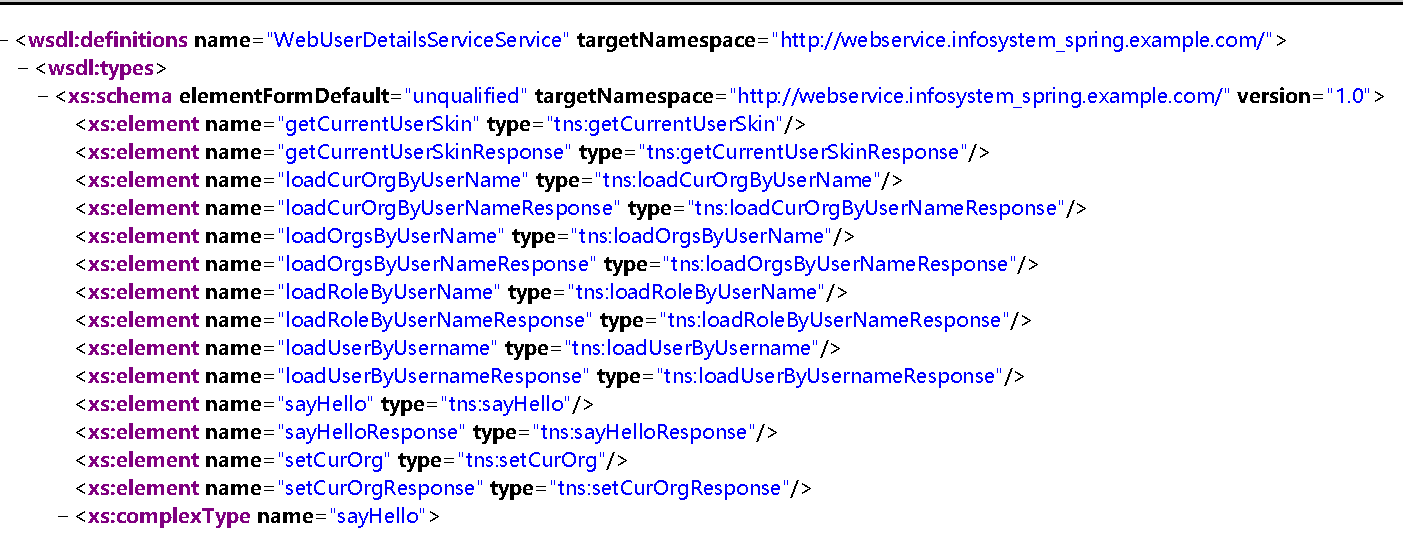 − <wsdl:definitions name="WebUserDetailsServiceService" targetNamespace="http://webservice.infosystem_spring.example.com/">
− <wsdl:types>
− <xs:schema elementFormDefault="unqualified" targetNamespace="http://webservice.infosystem_spring.example.com/" version="1.0">
<xs:element name="getCurrentUserSkin" type="tns:getCurrentUserSkin"/>
<xs:element name="getCurrentUserSkinResponse" type="tns:getCurrentUserSkinResponse"/>
<xs:element name="loadCurOrgByUserName" type="tns:loadCurOrgByUserName"/>
<xs:element name="loadCurOrgByUserNameResponse" type="tns:loadCurOrgByUserNameResponse"/>
<xs:element name="loadOrgsByUserName" type="tns:loadOrgsByUserName"/>
<xs:element name="loadOrgsByUserNameResponse" type="tns:loadOrgsByUserNameResponse"/>
<xs:element name="loadRoleByUserName" type="tns:loadRoleByUserName"/>
<xs:element name="loadRoleByUserNameResponse" type="tns:loadRoleByUserNameResponse"/>
<xs:element name="loadUserByUsername" type="tns:loadUserByUsername"/>
<xs:element name="loadUserByUsernameResponse" type="tns:loadUserByUsernameResponse"/>
<xs:element name="sayHello" type="tns:sayHello"/>
<xs:element name="sayHelloResponse" type="tns:sayHelloResponse"/>
<xs:element name="setCurOrg" type="tns:setCurOrg"/>
<xs:element name="setCurOrgResponse" type="tns:setCurOrgResponse"/>
− <xs:complexType name="sayHello">